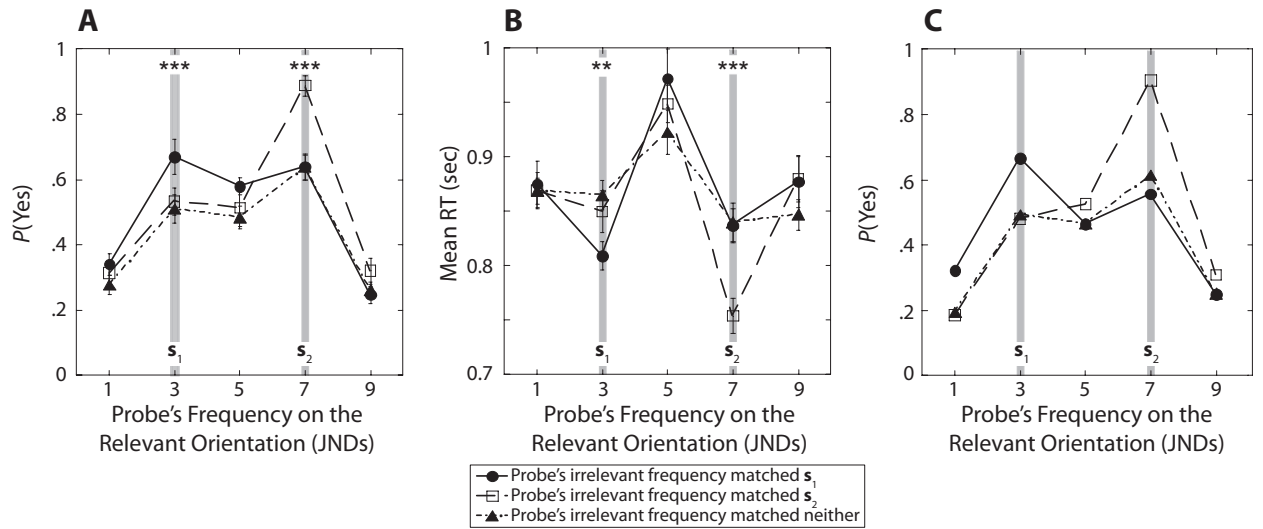 A
1
.8
.6
.4
.2
0
P(Yes)
***
***
s1
s2
1 3 5 7 9
Probe's Frequency on the
Relevant Orientation (JNDs)
B
1
0.9
0.8
0.7
Mean RT (sec)
**
***
s1
s2
1 3 5 7 9
Probe's Frequency on the
Relevant Orientation (JNDs)
C
1
.8
.6
.4
.2
0
P(Yes)
s1
s2
1 3 5 7 9
Probe's Frequency on the
Relevant Orientation (JNDs)
Probe's irrelevant frequency matched s1
Probe's irrelevant frequency matched s2
Probe's irrelevant frequency matched neither